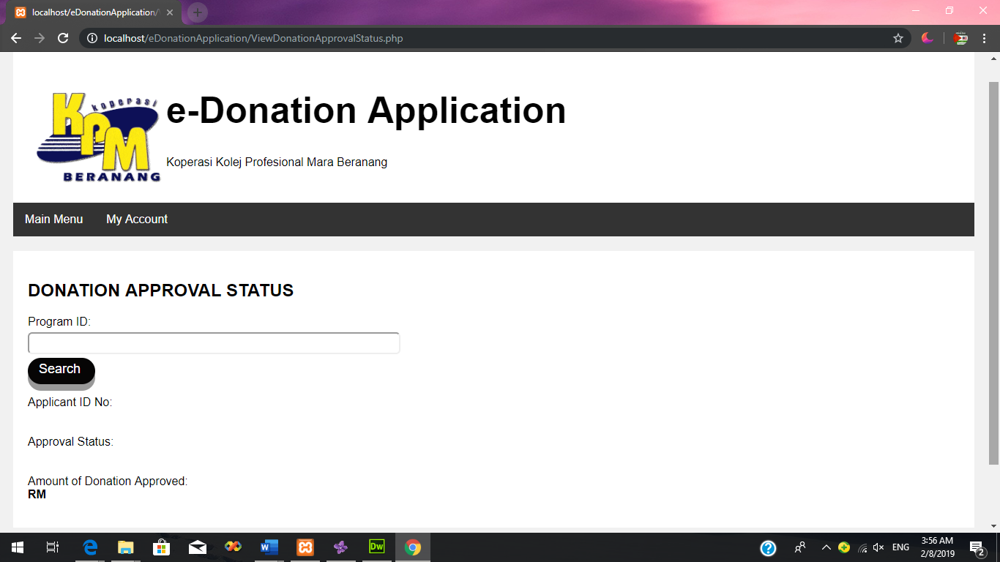 localhost/eDonationApplication/
localhost/eDonationApplication/ViewDonationApprovalStatus.php
koperasi
KPM
BERANANG
e-Donation Application
Koperasi Kolej Profesional Mara Beranang
Main Menu My Account
DONATION APPROVAL STATUS
Program ID:
Search
Applicant ID No:
Approval Status:
Amount of Donation Approved:
RM
Dw
ENG
3:56 AM
2/8/2019
2